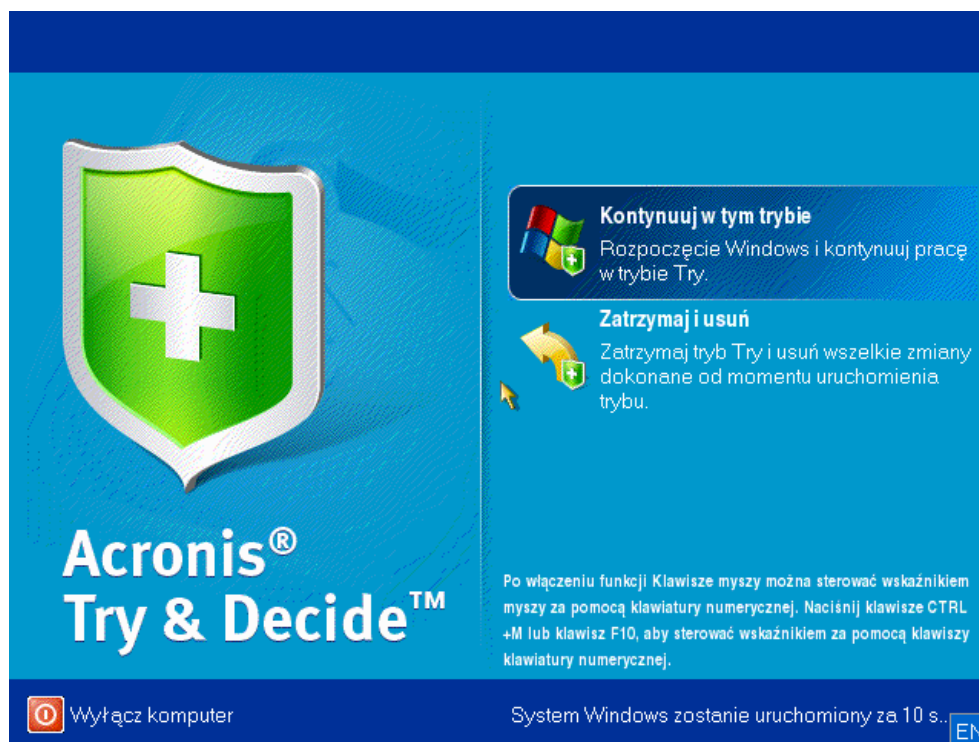 Kontynuuj w tym trybie
Rozpoczęcie Windows i kontynuuj pracę
w trybie Try.
Zatrzymaj i usuń
Zatrzymaj tryb Try i usuń wszelkie zmiany
dokonane od momentu uruchomienia
trybu.
Acronis®
Try & Decide™
Po włączeniu funkcji Klawisze myszy można sterować wskaźnikiem
myszy za pomocą klawiatury numerycznej. Naciśnij klawisze CTRL
+M lub klawisz F10, aby sterować wskaźnikiem za pomocą klawiszy
klawiatury numerycznej.
Wyłącz komputer
System Windows zostanie uruchomiony za 10 s..
EN